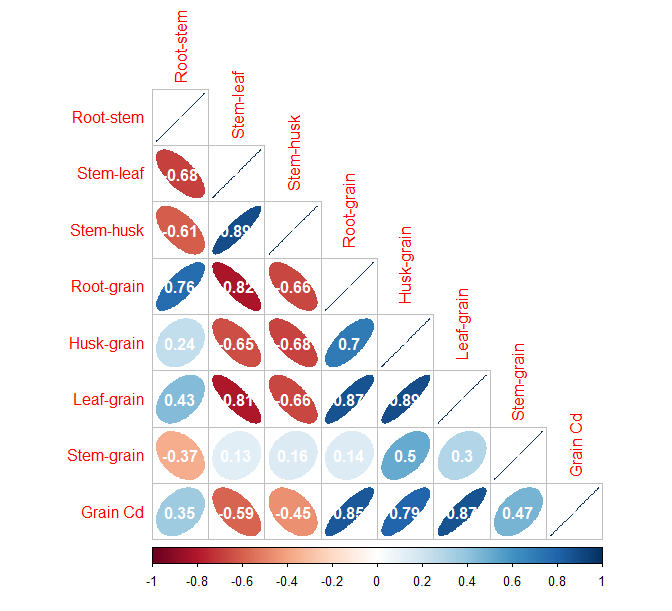 Root-stem
Stem-leaf
Stem-husk
Root-grain
Husk-grain
Leaf-grain
Stem-grain
Grain Cd
Root-stem
Stem-leaf -0.68
Stem-husk -0.61 0.89
Root-grain 0.76 -0.82 -0.66
Husk-grain 0.24 -0.65 -0.68 0.7
Leaf-grain 0.43 -0.81 -0.66 0.87 0.89
Stem-grain -0.37 0.13 0.16 0.14 0.5 0.3
Grain Cd 0.35 -0.59 -0.45 0.85 0.79 0.87 0.47
-1 -0.8 -0.6 -0.4 -0.2 0 0.2 0.4 0.6 0.8 1